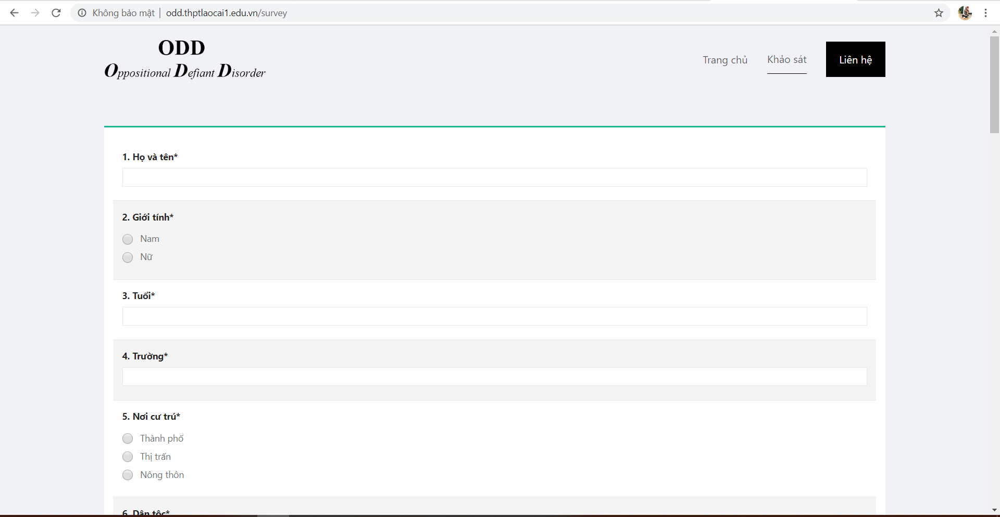 Không bảo mật | odd.thptlaocai1.edu.vn/survey
ODD
Oppositional Defiant Disorder
Trang chủ
Khảo sát
Liên hệ
1. Họ và tên*
2. Giới tính*
Nam
Nữ
3. Tuổi*
4. Trường*
5. Nơi cư trú*
Thành phố
Thị trấn
Nông thôn
6. Dân tộc*